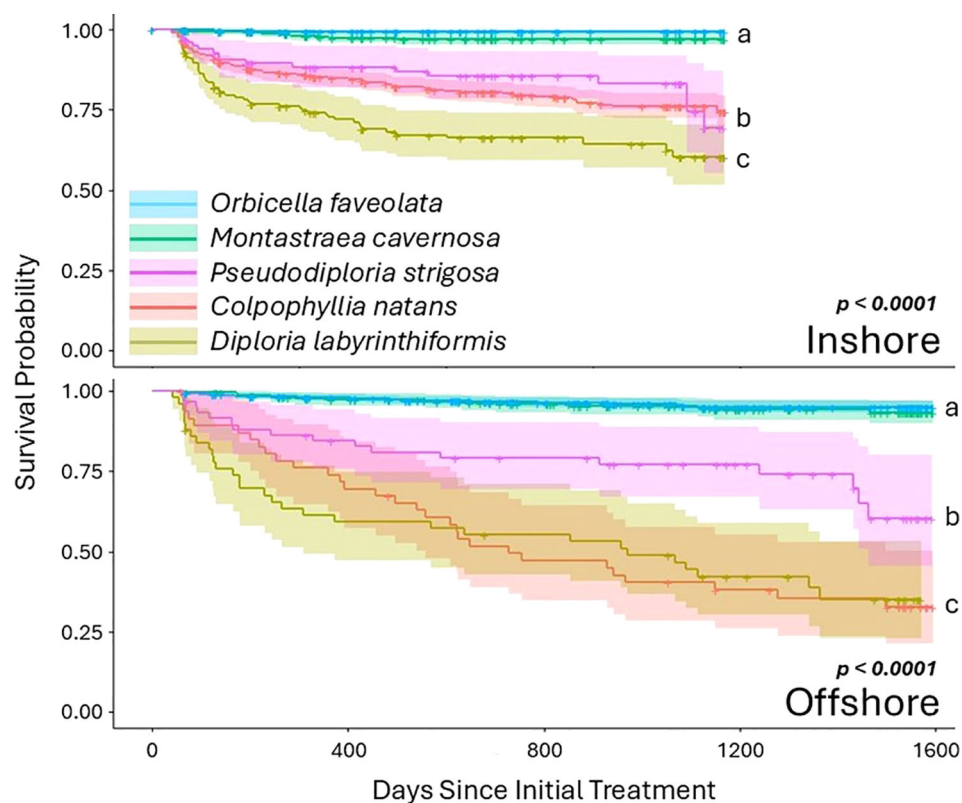 1.00
a
0.75
b
c
0.50
Orbicella faveolata
Montastraea cavernosa
0.25
Pseudodiploria strigosa
Colpophyllia natans
p < 0.0001
Diploria labyrinthiformis
Inshore
0.00
Survival Probability
1.00
a
0.75
b
0.50
c
0.25
p < 0.0001
Offshore
0.00
0 400 800 1200 1600
Days Since Initial Treatment